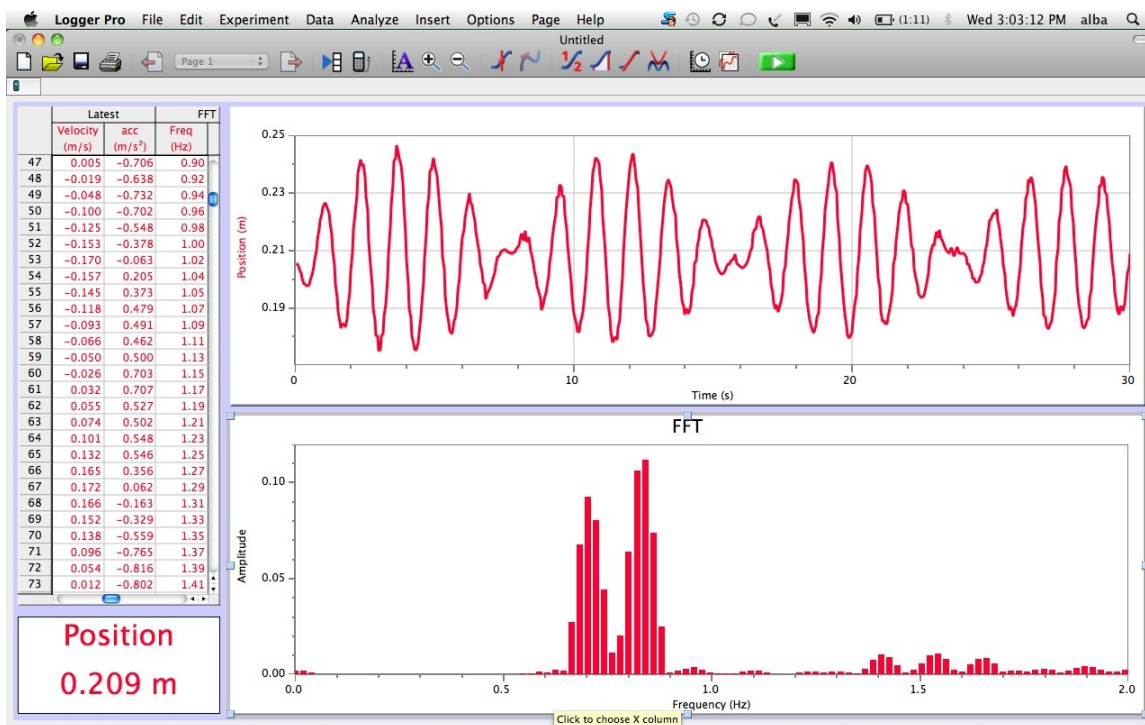 Logger Pro File Edit Experiment Data Analyze Insert Options Page Help (1:11) Wed 3:03:12 PM alba
Untitled
Page 1
Latest FFT
Velocity acc Freq
(m/s) (m/s²) (Hz)
47 0.005 -0.706 0.90
48 -0.019 -0.638 0.92
49 -0.048 -0.732 0.94
50 -0.100 -0.702 0.96
51 -0.125 -0.548 0.98
52 -0.153 -0.378 1.00
53 -0.170 -0.063 1.02
54 -0.157 0.205 1.04
55 -0.145 0.373 1.05
56 -0.118 0.479 1.07
57 -0.093 0.491 1.09
58 -0.066 0.462 1.11
59 -0.050 0.500 1.13
60 -0.026 0.703 1.15
61 0.032 0.707 1.17
62 0.055 0.527 1.19
63 0.074 0.502 1.21
64 0.101 0.548 1.23
65 0.132 0.546 1.25
66 0.165 0.356 1.27
67 0.172 0.062 1.29
68 0.166 -0.163 1.31
69 0.152 -0.329 1.33
70 0.138 -0.559 1.35
71 0.096 -0.765 1.37
72 0.054 -0.816 1.39
73 0.012 -0.802 1.41
Position
0.209 m
0.25
0.23
0.21
0.19
Position (m)
0 10 20 30
Time (s)
FFT
0.10
0.05
0.00
Amplitude
0.0 0.5 1.0 1.5 2.0
Frequency (Hz)
Click to choose X column